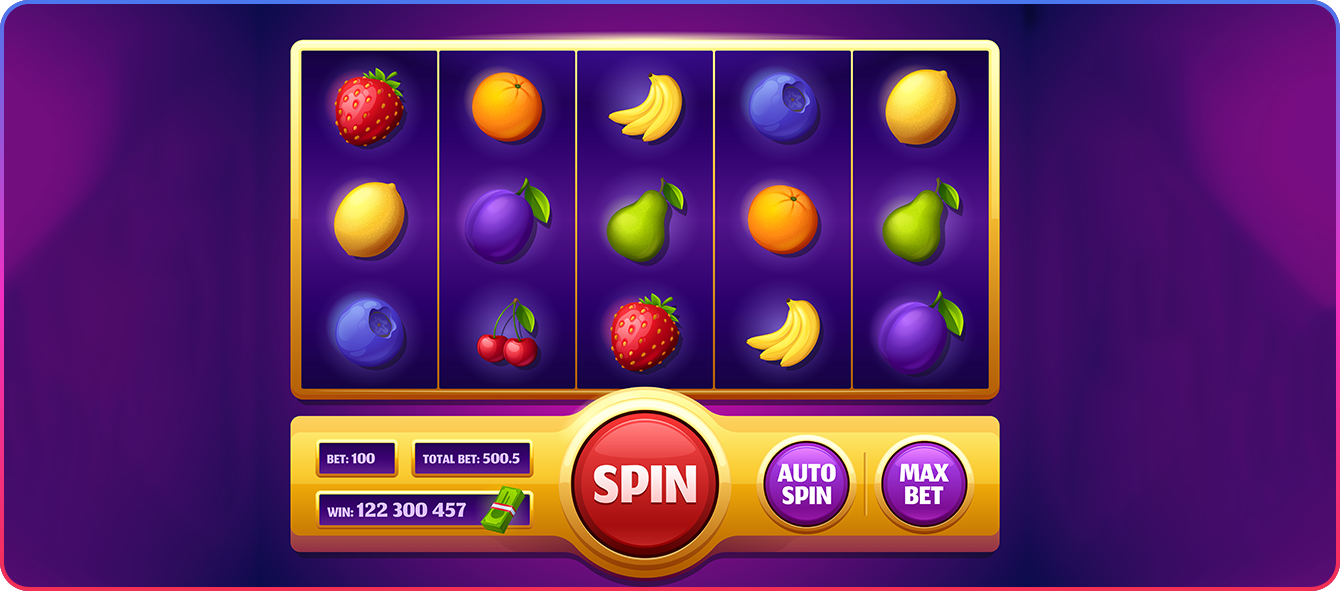 BET: 100
TOTAL BET: 500.5
WIN: 122 300 457
SPIN
AUTO
SPIN
MAX
BET